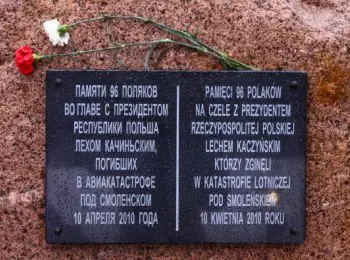 ПАМЯТИ 96 ПОЛЯКОВ
ВО ГЛАВЕ С ПРЕЗИДЕНТОМ
РЕСПУБЛИКИ ПОЛЬША
ЛЕХОМ КАЧИНЬСКИМ,
ПОГИБШИХ
В АВИАКАТАСТРОФЕ
ПОД СМОЛЕНСКОМ
10 АПРЕЛЯ 2010 ГОДА
PAMIĘCI 96 POLAKÓW
NA CZELE Z PREZYDENTEM
RZECZYPOSPOLITEJ POLSKIEJ
LECHEM KACZYŃSKIM,
KTÓRZY ZGINĘLI
W KATASTROFIE LOTNICZEJ
POD SMOLEŃSKIEM
10 KWIETNIA 2010 ROKU